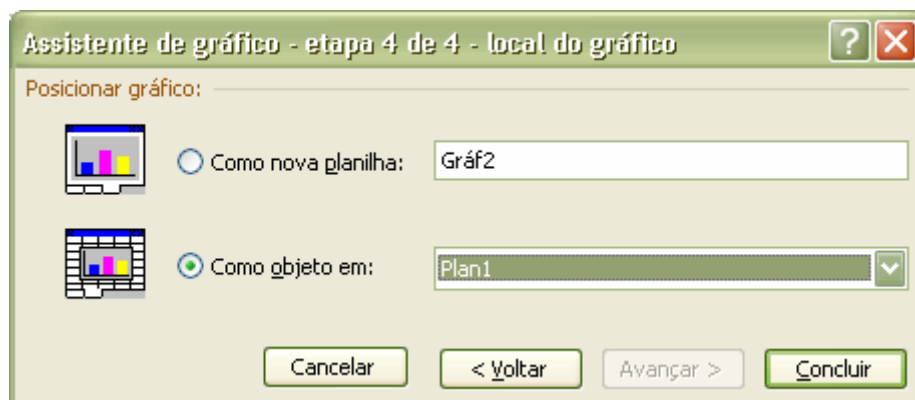 Assistente de gráfico - etapa 4 de 4 - local do gráfico
Posicionar gráfico:
Como nova planilha: Gráf2
Como objeto em: Plan1
Cancelar < Voltar Avançar > Concluir